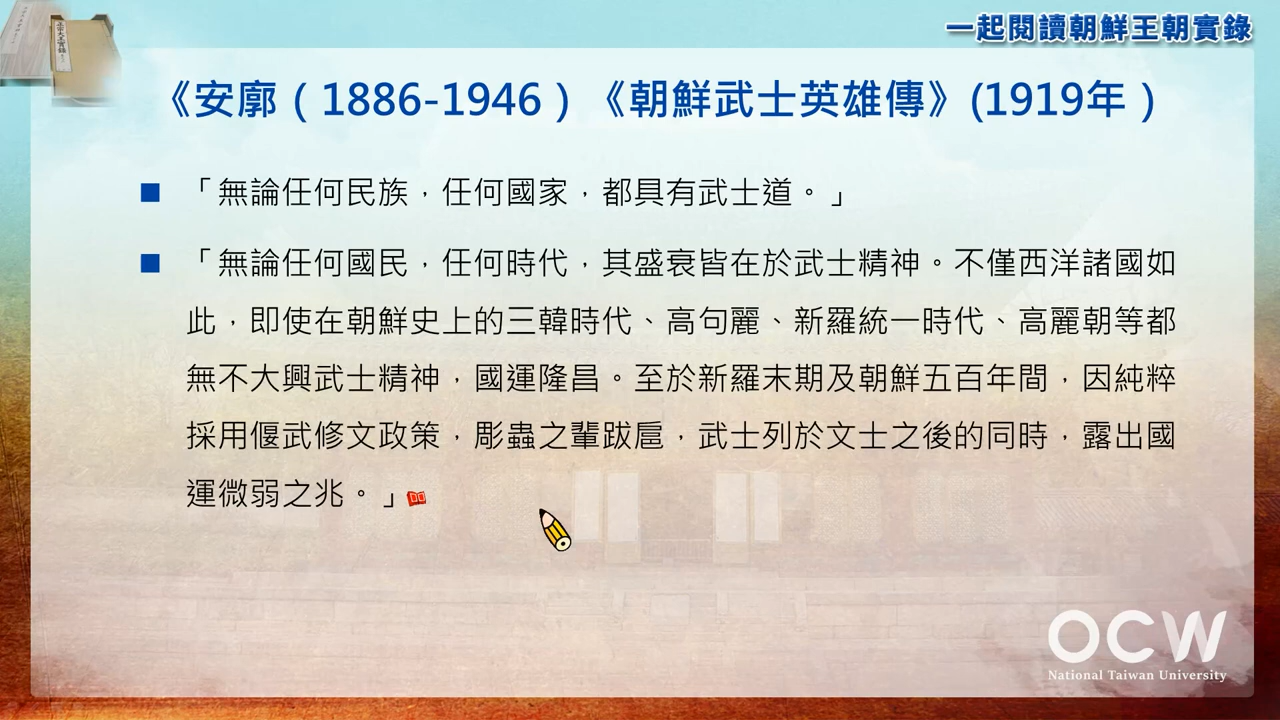 一起閱讀朝鮮王朝實錄
《安廓（1886-1946）《朝鮮武士英雄傳》(1919年）
「無論任何民族，任何國家，都具有武士道。」
「無論任何國民，任何時代，其盛衰皆在於武士精神。不僅西洋諸國如
此，即使在朝鮮史上的三韓時代、高句麗、新羅統一時代、高麗朝等都
無不大興武士精神，國運隆昌。至於新羅末期及朝鮮五百年間，因純粹
採用偃武修文政策，彫蟲之輩跋扈，武士列於文士之後的同時，露出國
運微弱之兆。」
OCW
National Taiwan University